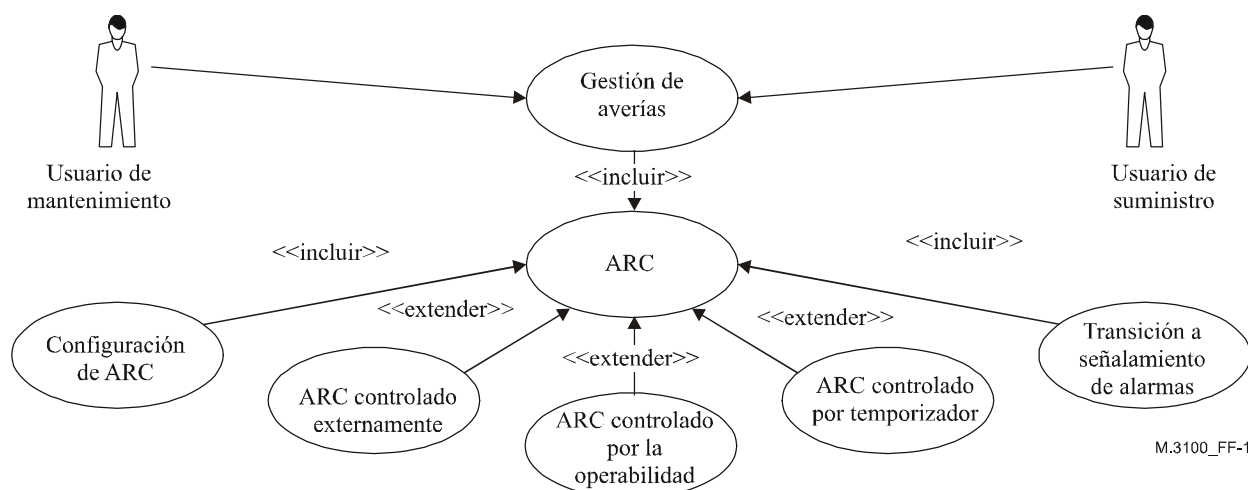 Gestión de
averías
Usuario de
mantenimiento
Usuario de
suministro
<<incluir>>
<<incluir>>
ARC
<<incluir>>
<<extender>>
<<extender>>
<<extender>>
Configuración
de ARC
ARC controlado
externamente
ARC controlado
por la
operabilidad
ARC controlado
por temporizador
Transición a
señalamiento
de alarmas
M.3100_FF-1